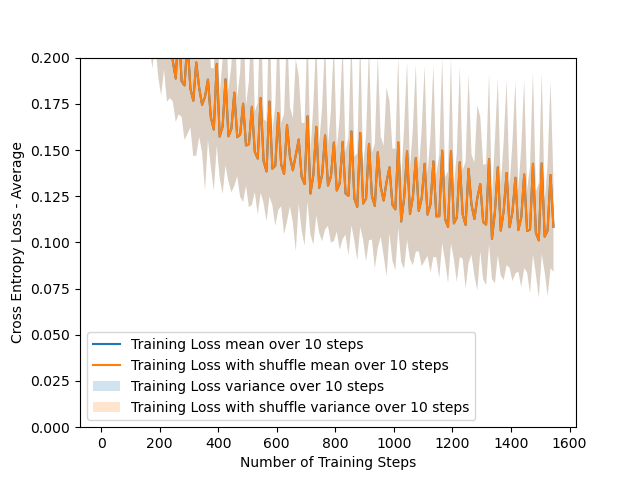 0.200
0.175
0.150
0.125
0.100
0.075
0.050
0.025
0.000
Cross Entropy Loss - Average
Training Loss mean over 10 steps
Training Loss with shuffle mean over 10 steps
Training Loss variance over 10 steps
Training Loss with shuffle variance over 10 steps
0 200 400 600 800 1000 1200 1400 1600
Number of Training Steps